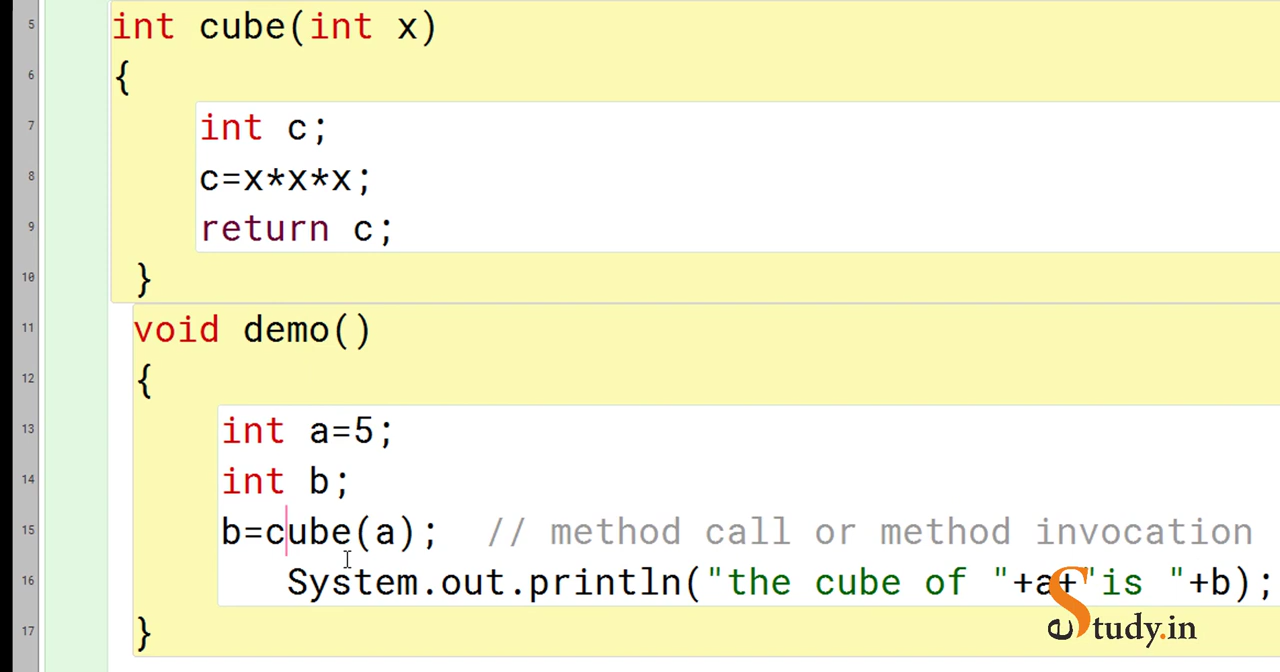 5 int cube(int x)
6 {
7 int c;
8 c=x*x*x;
9 return c;
10 }
11 void demo()
12 {
13 int a=5;
14 int b;
15 b=cube(a); // method call or method invocation
16 System.out.println("the cube of "+a+"is "+b);
17 }
eStudy.in